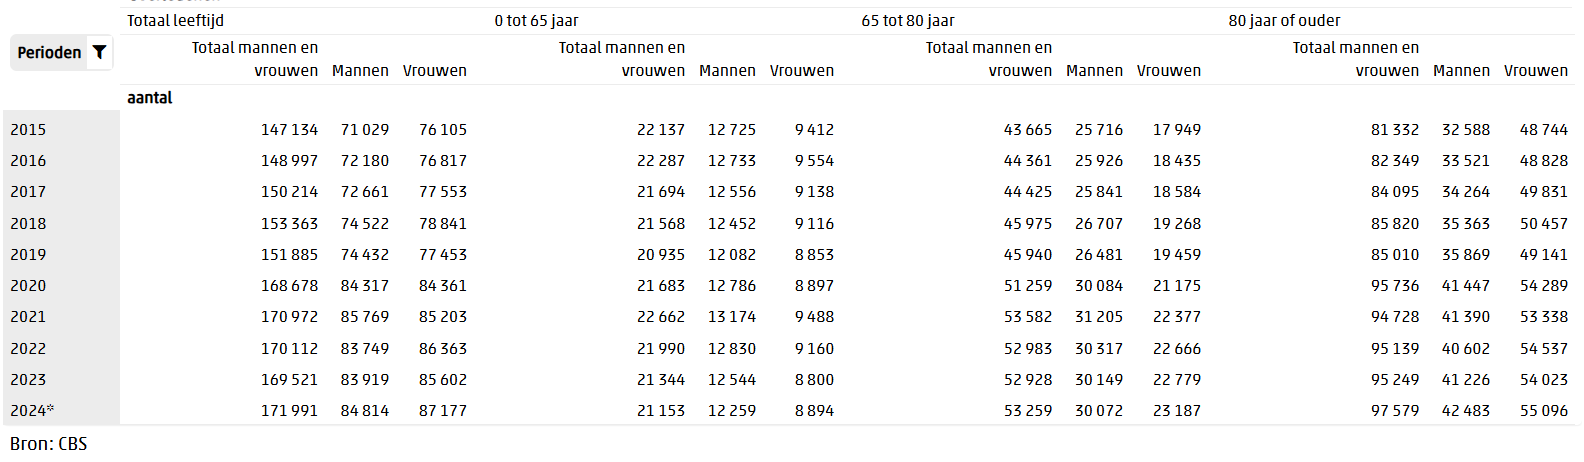 Totaal leeftijd 0 tot 65 jaar 65 tot 80 jaar 80 jaar of ouder
Perioden
Totaal mannen en vrouwen Mannen Vrouwen Totaal mannen en vrouwen Mannen Vrouwen Totaal mannen en vrouwen Mannen Vrouwen Totaal mannen en vrouwen Mannen Vrouwen
aantal
2015 147 134 71 029 76 105 22 137 12 725 9 412 43 665 25 716 17 949 81 332 32 588 48 744
2016 148 997 72 180 76 817 22 287 12 733 9 554 44 361 25 926 18 435 82 349 33 521 48 828
2017 150 214 72 661 77 553 21 694 12 556 9 138 44 425 25 841 18 584 84 095 34 264 49 831
2018 153 363 74 522 78 841 21 568 12 452 9 116 45 975 26 707 19 268 85 820 35 363 50 457
2019 151 885 74 432 77 453 20 935 12 082 8 853 45 940 26 481 19 459 85 010 35 869 49 141
2020 168 678 84 317 84 361 21 683 12 786 8 897 51 259 30 084 21 175 95 736 41 447 54 289
2021 170 972 85 769 85 203 22 662 13 174 9 488 53 582 31 205 22 377 94 728 41 390 53 338
2022 170 112 83 749 86 363 21 990 12 830 9 160 52 983 30 317 22 666 95 139 40 602 54 537
2023 169 521 83 919 85 602 21 344 12 544 8 800 52 928 30 149 22 779 95 249 41 226 54 023
2024* 171 991 84 814 87 177 21 153 12 259 8 894 53 259 30 072 23 187 97 579 42 483 55 096
Bron: CBS